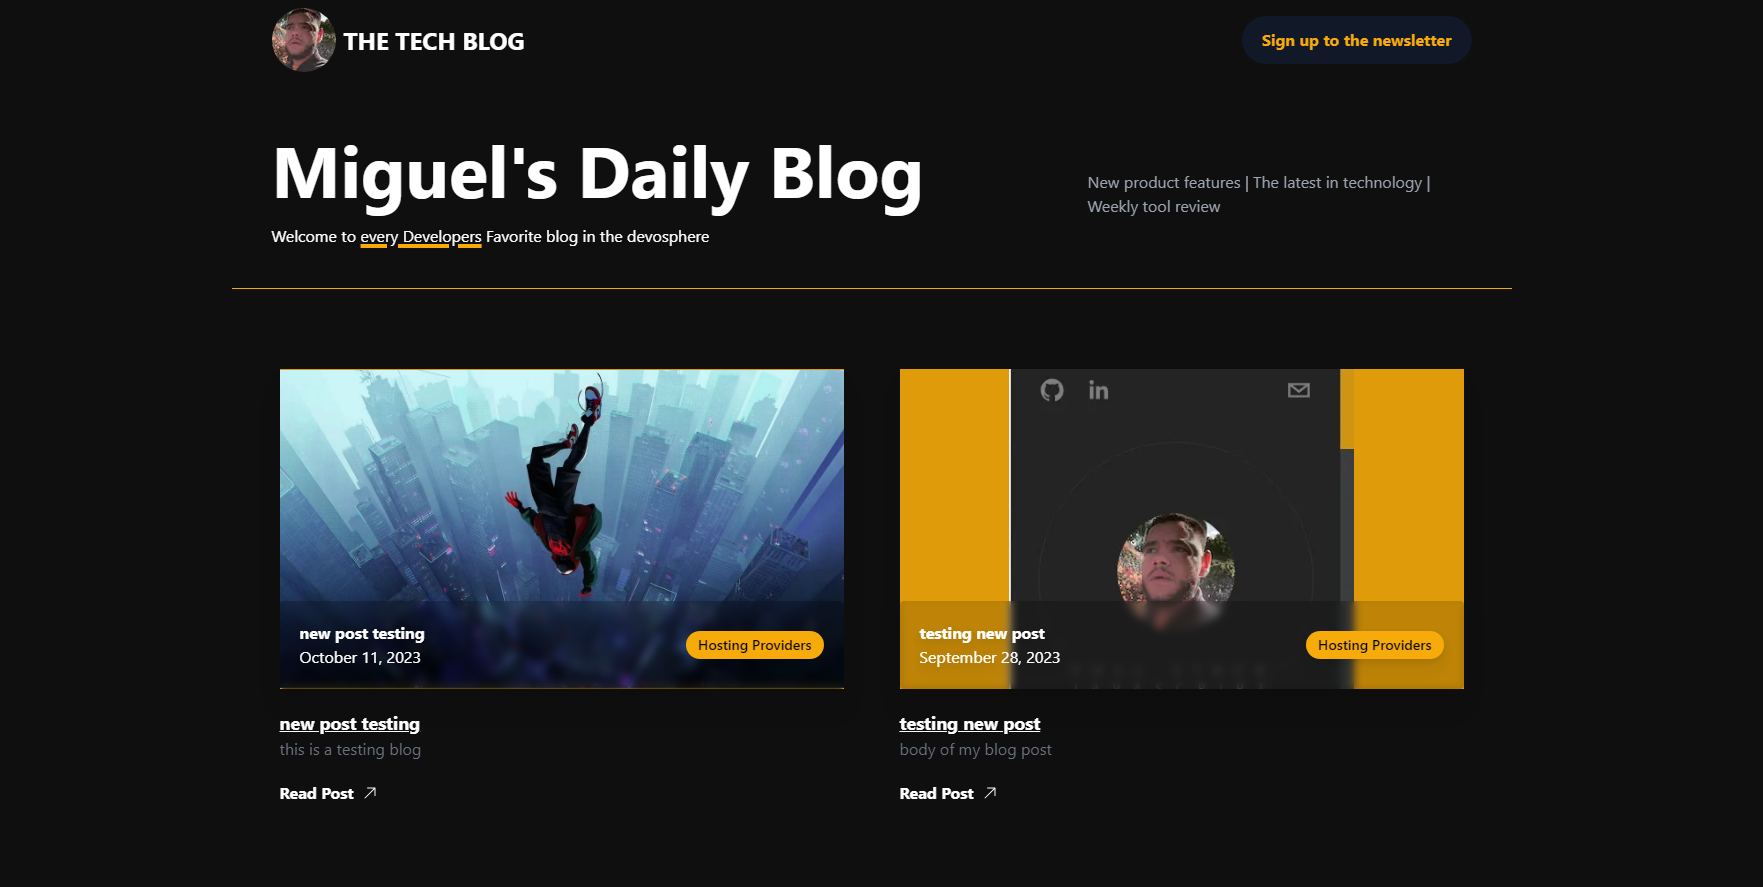 THE TECH BLOG
Sign up to the newsletter
Miguel's Daily Blog
New product features | The latest in technology |
Weekly tool review
Welcome to every Developers Favorite blog in the devosphere
in
new post testing
October 11, 2023
Hosting Providers
testing new post
September 28, 2023
Hosting Providers
new post testing
this is a testing blog
Read Post
testing new post
body of my blog post
Read Post